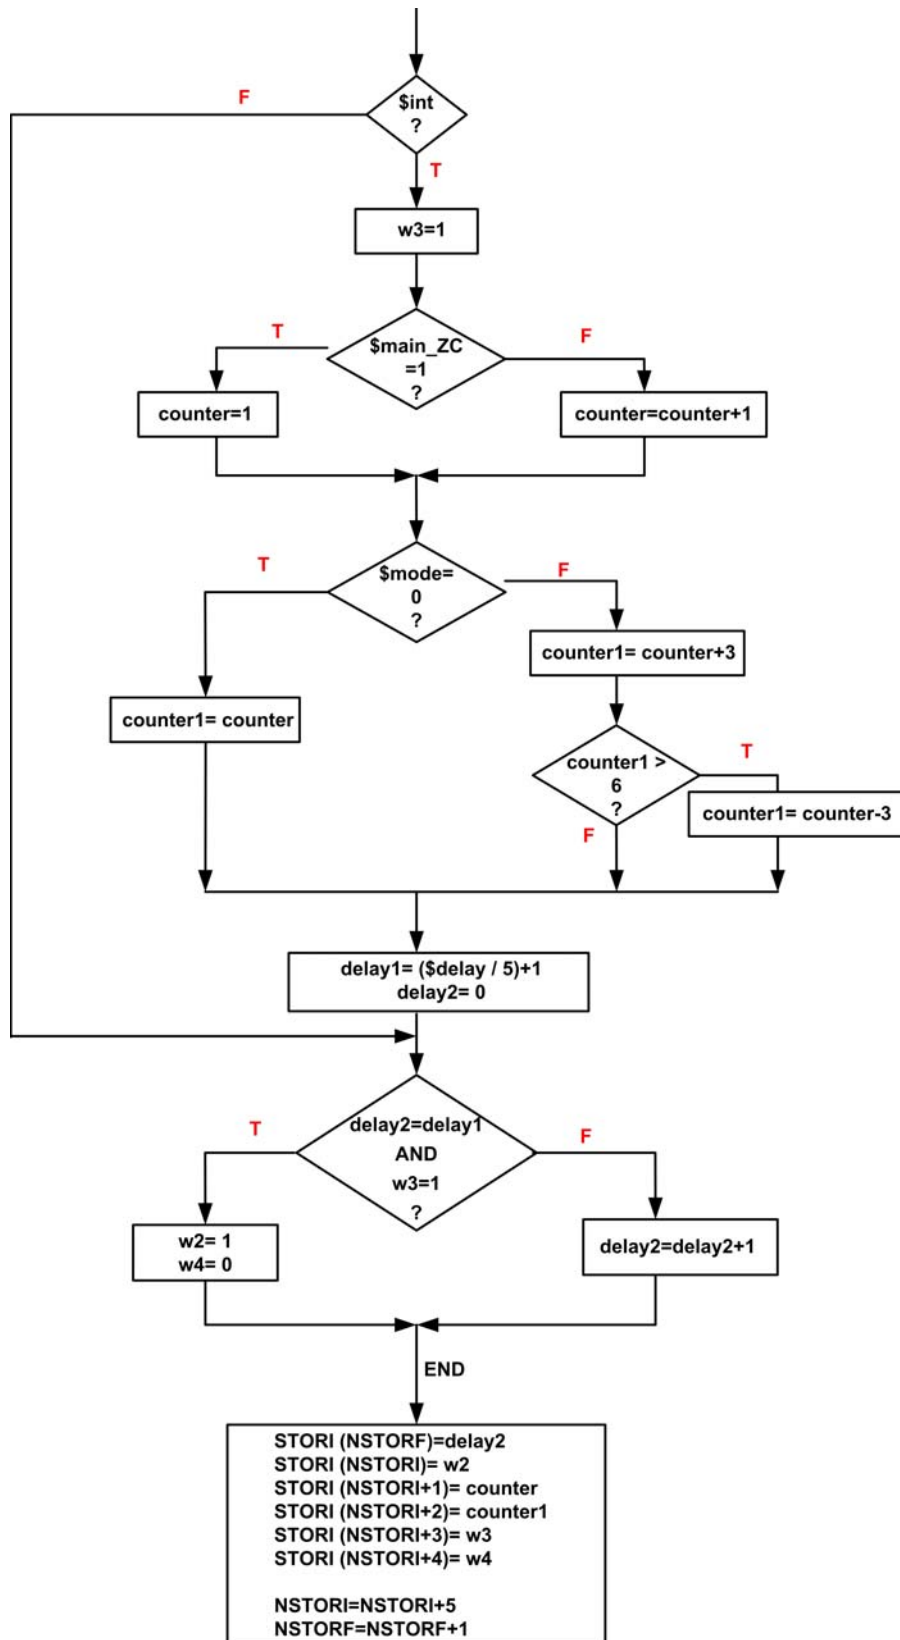 F
$int
?
T
w3=1
T
$main_ZC
=1
?
F
counter=1
counter=counter+1
T
$mode=
0
?
F
counter1= counter+3
counter1= counter
counter1 >
6
?
T
counter1= counter-3
F
delay1= ($delay / 5)+1
delay2= 0
T
delay2=delay1
AND
w3=1
?
F
w2= 1
w4= 0
delay2=delay2+1
END
STORI (NSTORF)=delay2
STORI (NSTORI)= w2
STORI (NSTORI+1)= counter
STORI (NSTORI+2)= counter1
STORI (NSTORI+3)= w3
STORI (NSTORI+4)= w4
NSTORI=NSTORI+5
NSTORF=NSTORF+1